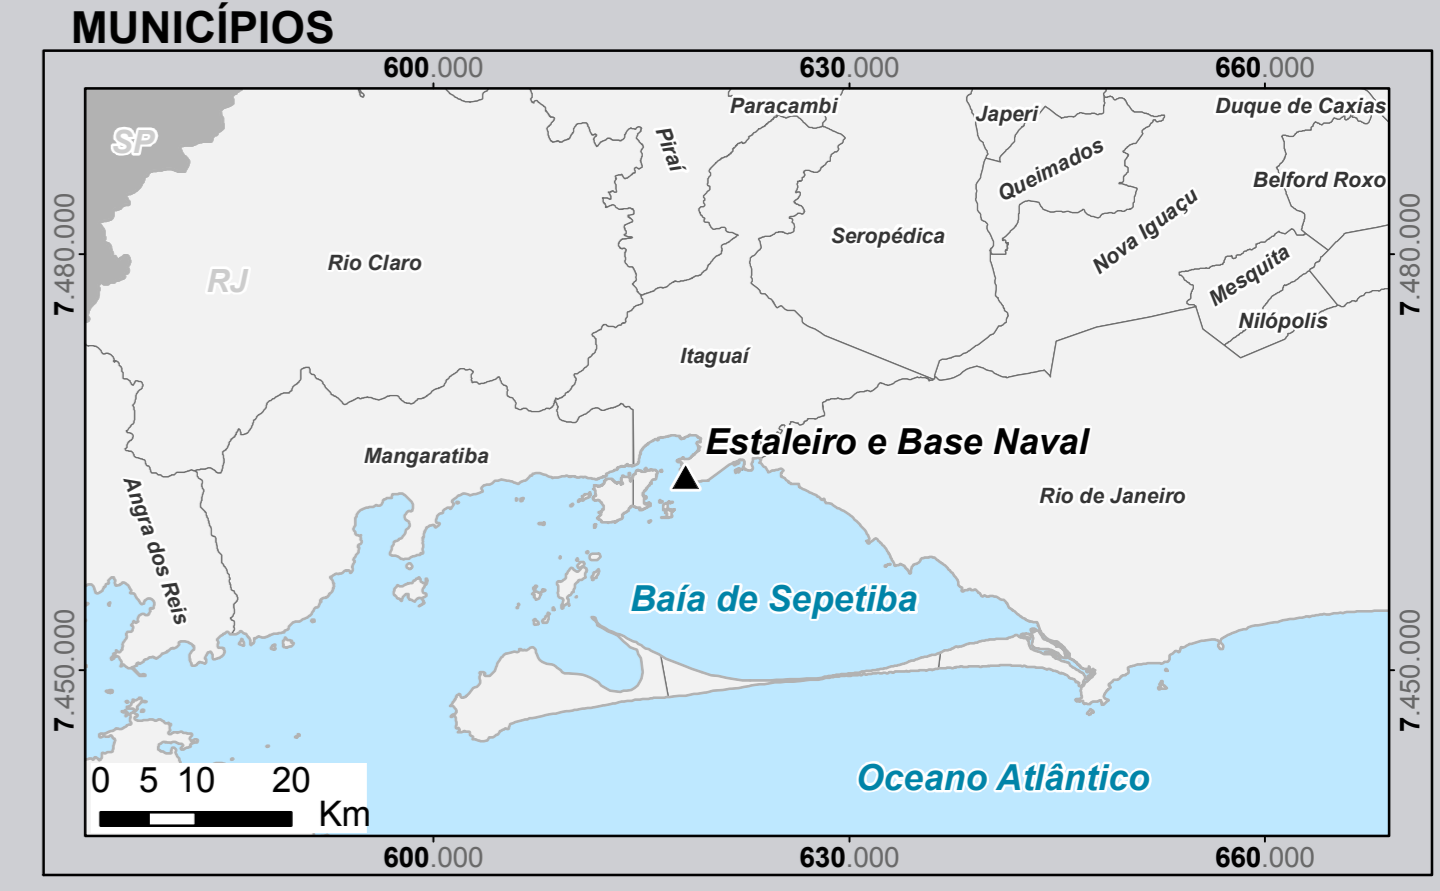 MUNICÍPIOS
600.000 630.000 660.000
Paracambi
Japeri
Duque de Caxias
SP
Piraí
Queimados
Belford Roxo
7.480.000
Rio Claro
Seropédica
Nova Iguaçu
7.480.000
RJ
Mesquita
Nilópolis
Itaguaí
Estaleiro e Base Naval
Mangaratiba
Rio de Janeiro
Angra dos Reis
Baía de Sepetiba
7.450.000
7.450.000
Oceano Atlântico
0 5 10 20
Km
600.000 630.000 660.000